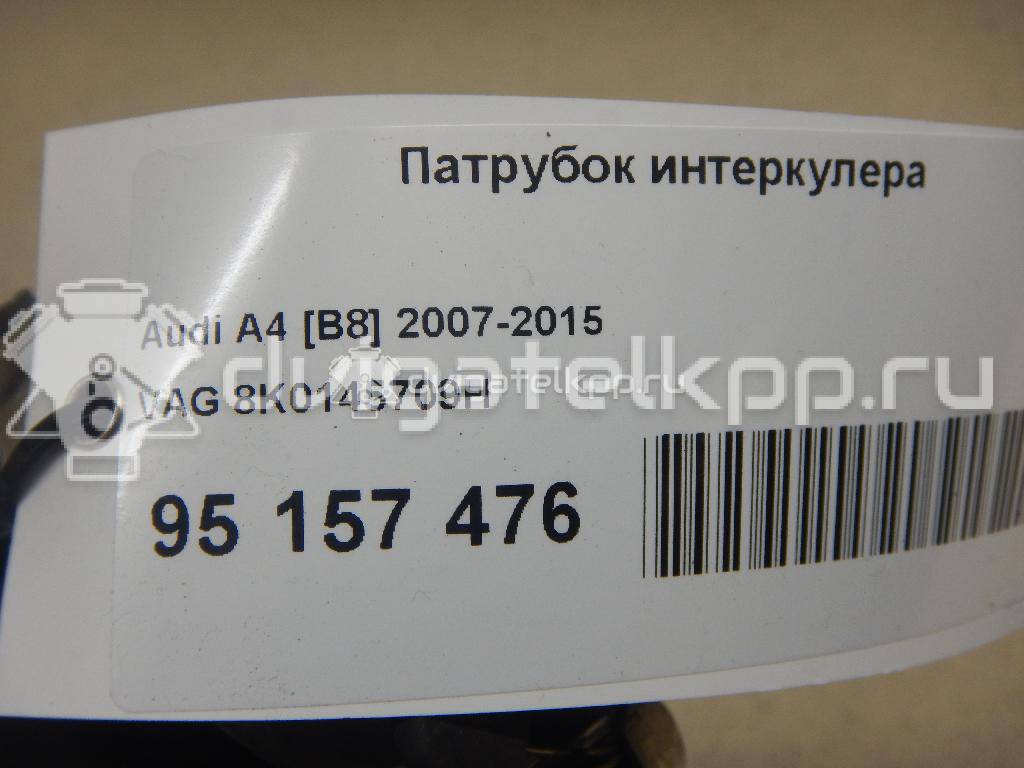 Патрубок интеркулера
Audi A4 [B8] 2007-2015
dvigatelkpp.ru
VAG 8K0145709H
95 157 476